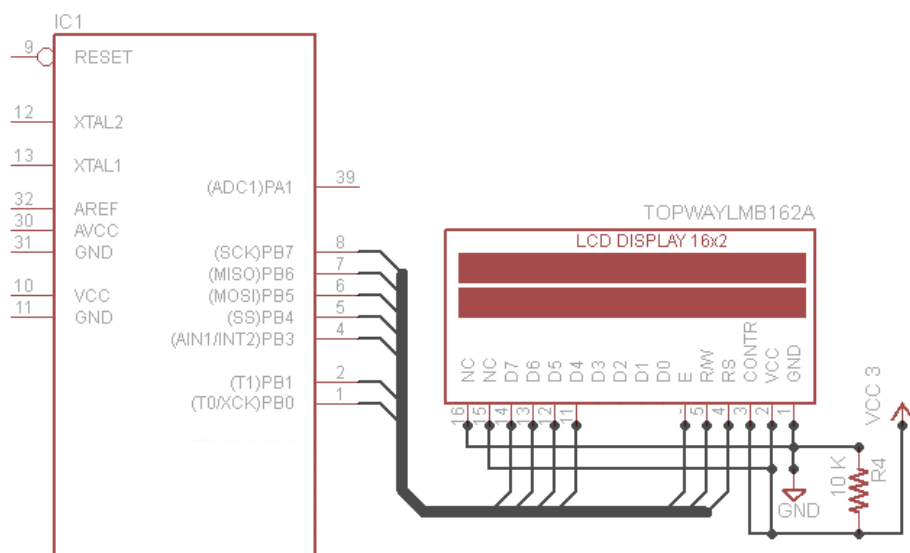 IC1
9 RESET
12 XTAL2
13 XTAL1
(ADC1)PA1 39
32 AREF
30 AVCC
31 GND
(SCK)PB7 8
(MISO)PB6 7
10 VCC
(MOSI)PB5 6
11 GND
(SS)PB4 5
(AIN1/INT2)PB3 4
(T1)PB1 2
(T0/XCK)PB0 1
TOPWAYLMB162A
LCD DISPLAY 16x2
NC NC D7 D6 D5 D4 D3 D2 D1 D0 E R/W RS CONTR VCC GND
16 15 14 13 12 11 5 4 3 2 1
VCC 3
10 K
R4
GND